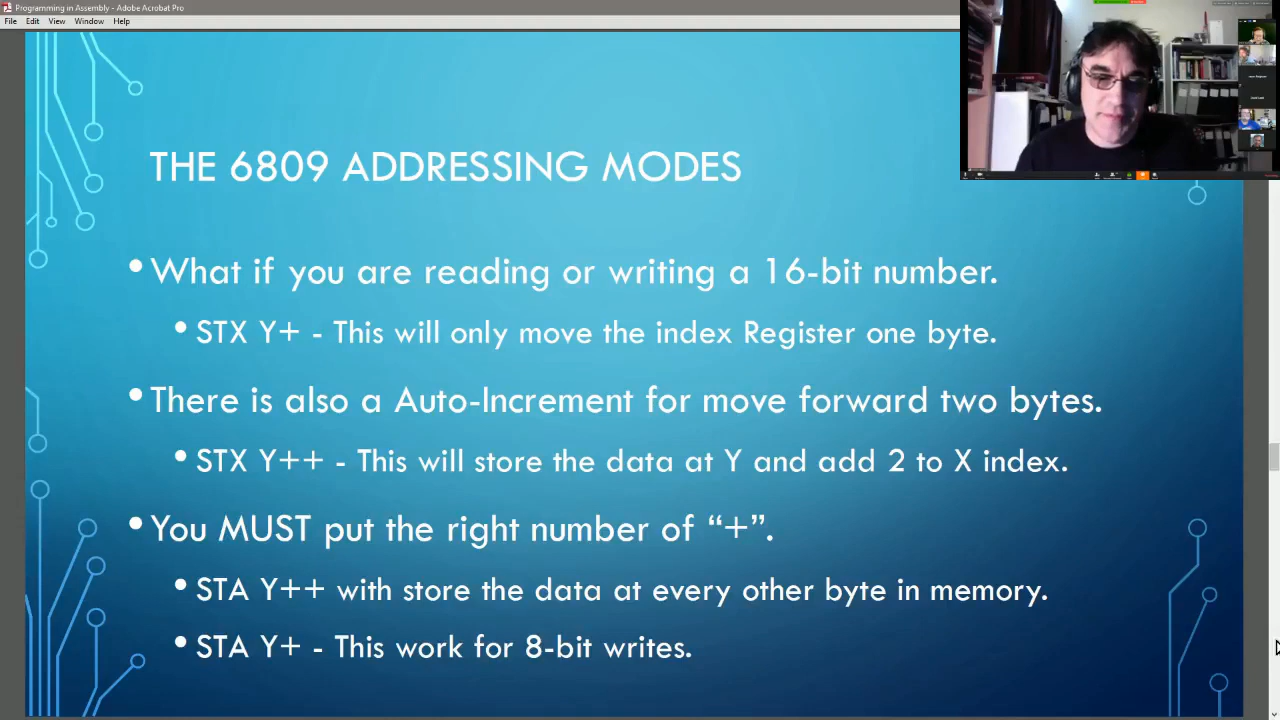 Programming in Assembly - Adobe Acrobat Pro
File Edit View Window Help
THE 6809 ADDRESSING MODES
• What if you are reading or writing a 16-bit number.
• STX Y+ - This will only move the index Register one byte.
• There is also a Auto-Increment for move forward two bytes.
• STX Y++ - This will store the data at Y and add 2 to X index.
• You MUST put the right number of “+”.
• STA Y++ with store the data at every other byte in memory.
• STA Y+ - This work for 8-bit writes.